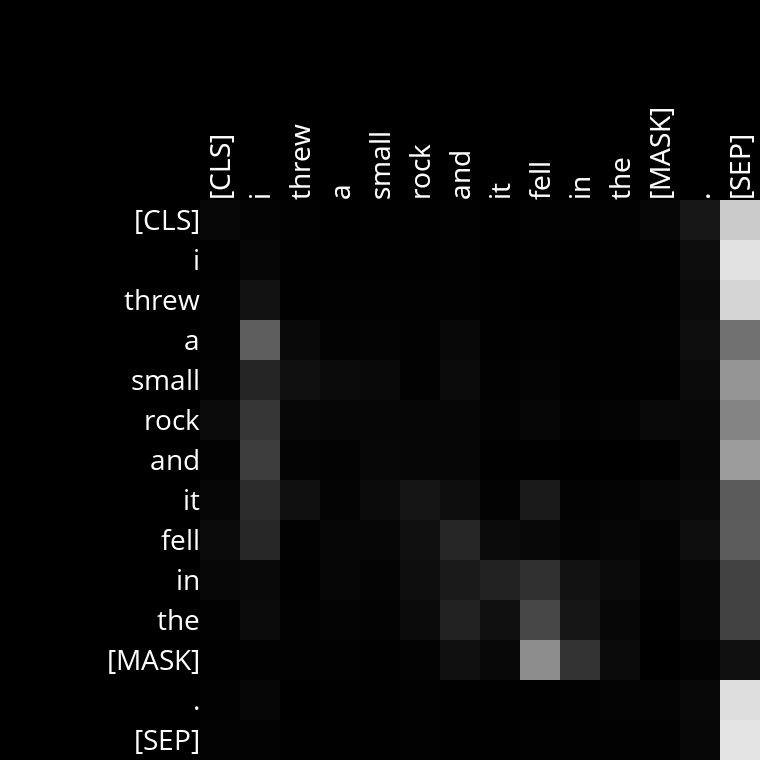 [CLS] i threw a small rock and it fell in the [MASK] . [SEP]
[CLS]
i
threw
a
small
rock
and
it
fell
in
the
[MASK]
.
[SEP]